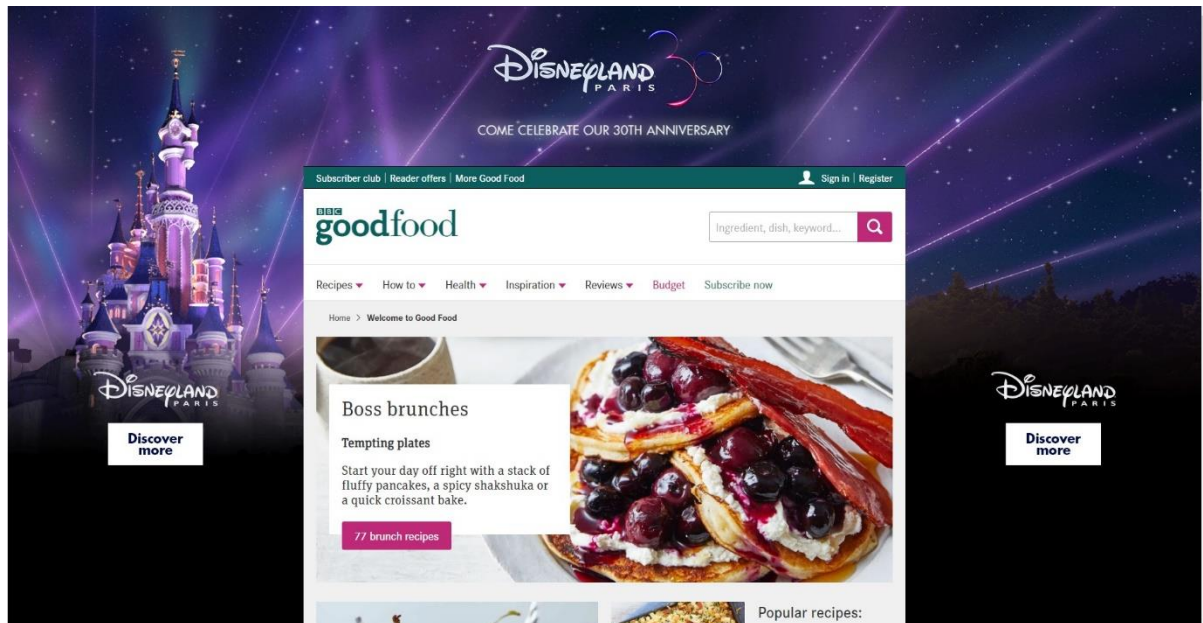 Disneyland 30
PARIS
COME CELEBRATE OUR 30TH ANNIVERSARY
Subscriber club | Reader offers | More Good Food
Sign in | Register
BBC
goodfood
Ingredient, dish, keyword...
Recipes How to Health Inspiration Reviews Budget Subscribe now
Home > Welcome to Good Food
Boss brunches
Tempting plates
Start your day off right with a stack of
fluffy pancakes, a spicy shakshuka or
a quick croissant bake.
77 brunch recipes
Popular recipes:
Disneyland
PARIS
Discover
more
Disneyland
PARIS
Discover
more